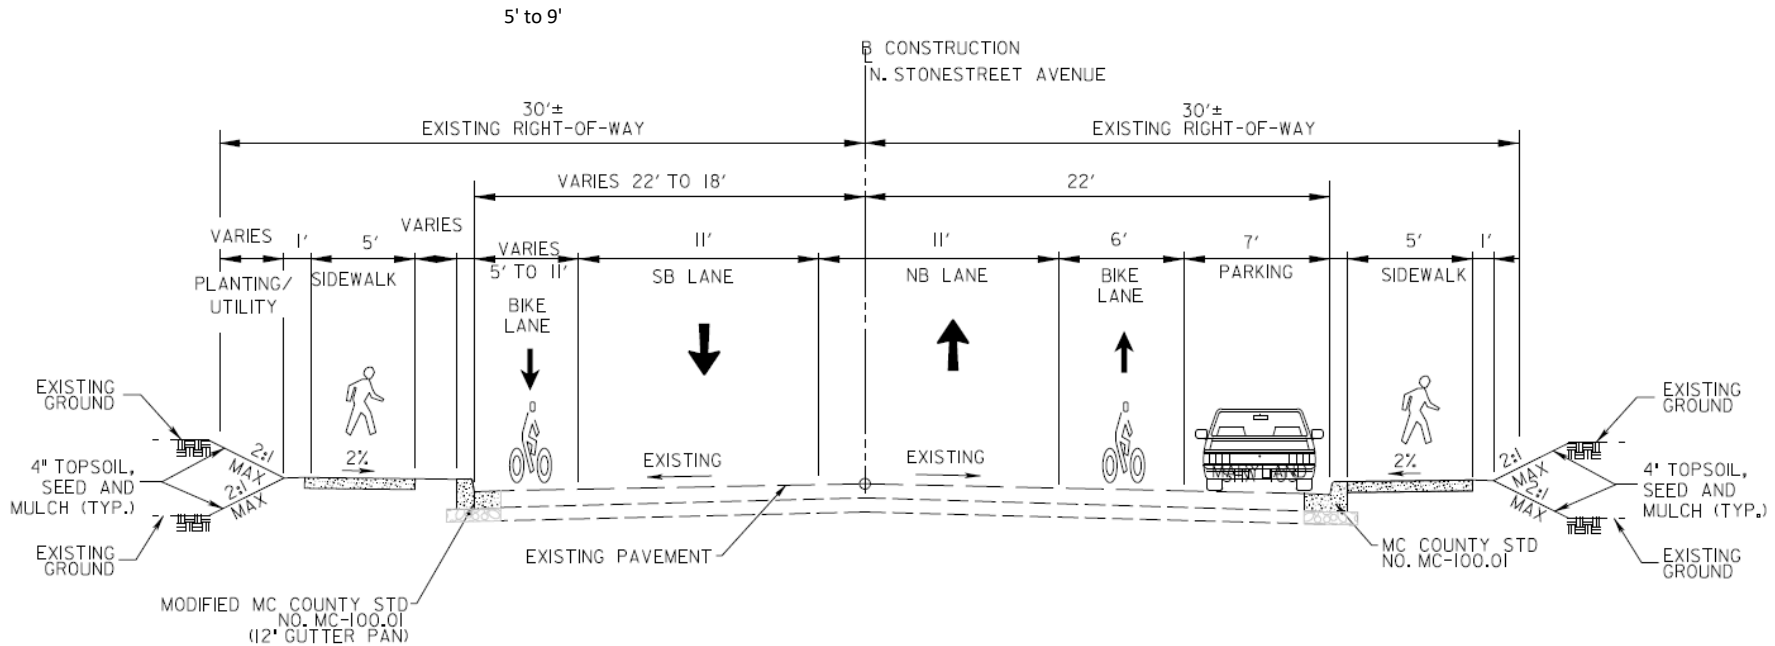 5' to 9'
B CONSTRUCTION
L
N. STONESTREET AVENUE
30'±
EXISTING RIGHT-OF-WAY
30'±
EXISTING RIGHT-OF-WAY
VARIES 22' TO 18'
22'
VARIES
1'
5'
VARIES
VARIES
5' TO 11'
11'
11'
6'
7'
5'
1'
PLANTING/
UTILITY
SIDEWALK
BIKE
LANE
SB LANE
NB LANE
BIKE
LANE
PARKING
SIDEWALK
EXISTING
GROUND
2:1
MAX
2:1
MAX
4" TOPSOIL,
SEED AND
MULCH (TYP.)
EXISTING
GROUND
2%
EXISTING
EXISTING
2%
2:1
MAX
2:1
MAX
EXISTING
GROUND
4" TOPSOIL,
SEED AND
MULCH (TYP.)
EXISTING
GROUND
EXISTING PAVEMENT
MC COUNTY STD
NO. MC-100.01
MODIFIED MC COUNTY STD
NO. MC-100.01
(12" GUTTER PAN)